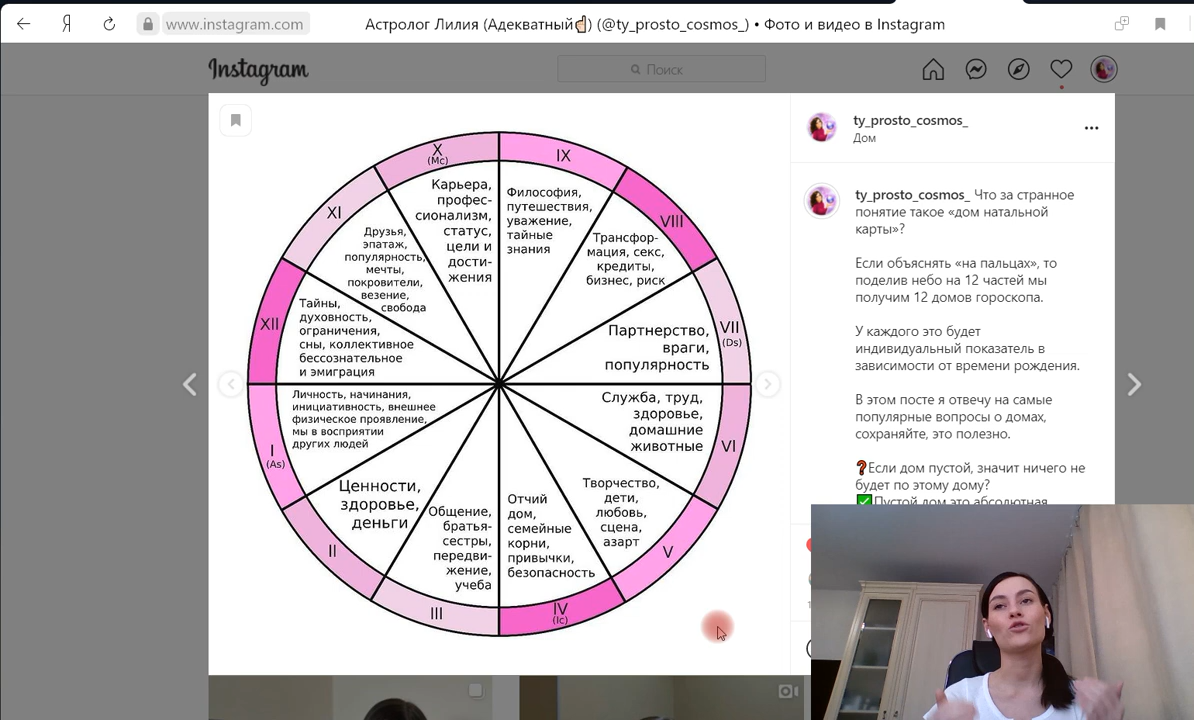 www.instagram.com
Астролог Лилия (Адекватный☝🏻) (@ty_prosto_cosmos_) • Фото и видео в Instagram
Instagram
Поиск
X
(Mc)
IX
XI
VIII
XII
VII
(Ds)
I
(As)
VI
II
V
III
IV
(Ic)
Карьера,
профес-
сионализм,
статус,
цели и
дости-
жения
Философия,
путешествия,
уважение,
тайные
знания
Друзья,
эпатаж,
популярность,
мечты,
покровители,
везение,
свобода
Трансфор-
мация, секс,
кредиты,
бизнес, риск
Тайны,
духовность,
ограничения,
сны, коллективное
бессознательное
и эмиграция
Партнерство,
враги,
популярность
Личность, начинания,
инициативность, внешнее
физическое проявление,
мы в восприятии
других людей
Служба, труд,
здоровье,
домашние
животные
Ценности,
здоровье,
деньги
Творчество,
дети,
любовь,
сцена,
азарт
Общение,
братья-
сестры,
передви-
жение,
учеба
Отчий
дом,
семейные
корни,
привычки,
безопасность
ty_prosto_cosmos_
Дом
ty_prosto_cosmos_ Что за странное
понятие такое «дом натальной
карты»?
Если объяснять «на пальцах», то
поделив небо на 12 частей мы
получим 12 домов гороскопа.
У каждого это будет
индивидуальный показатель в
зависимости от времени рождения.
В этом посте я отвечу на самые
популярные вопросы о домах,
сохраняйте, это полезно.
❓Если дом пустой, значит ничего не
будет по этому дому?
✅Пустой дом это абсолютная